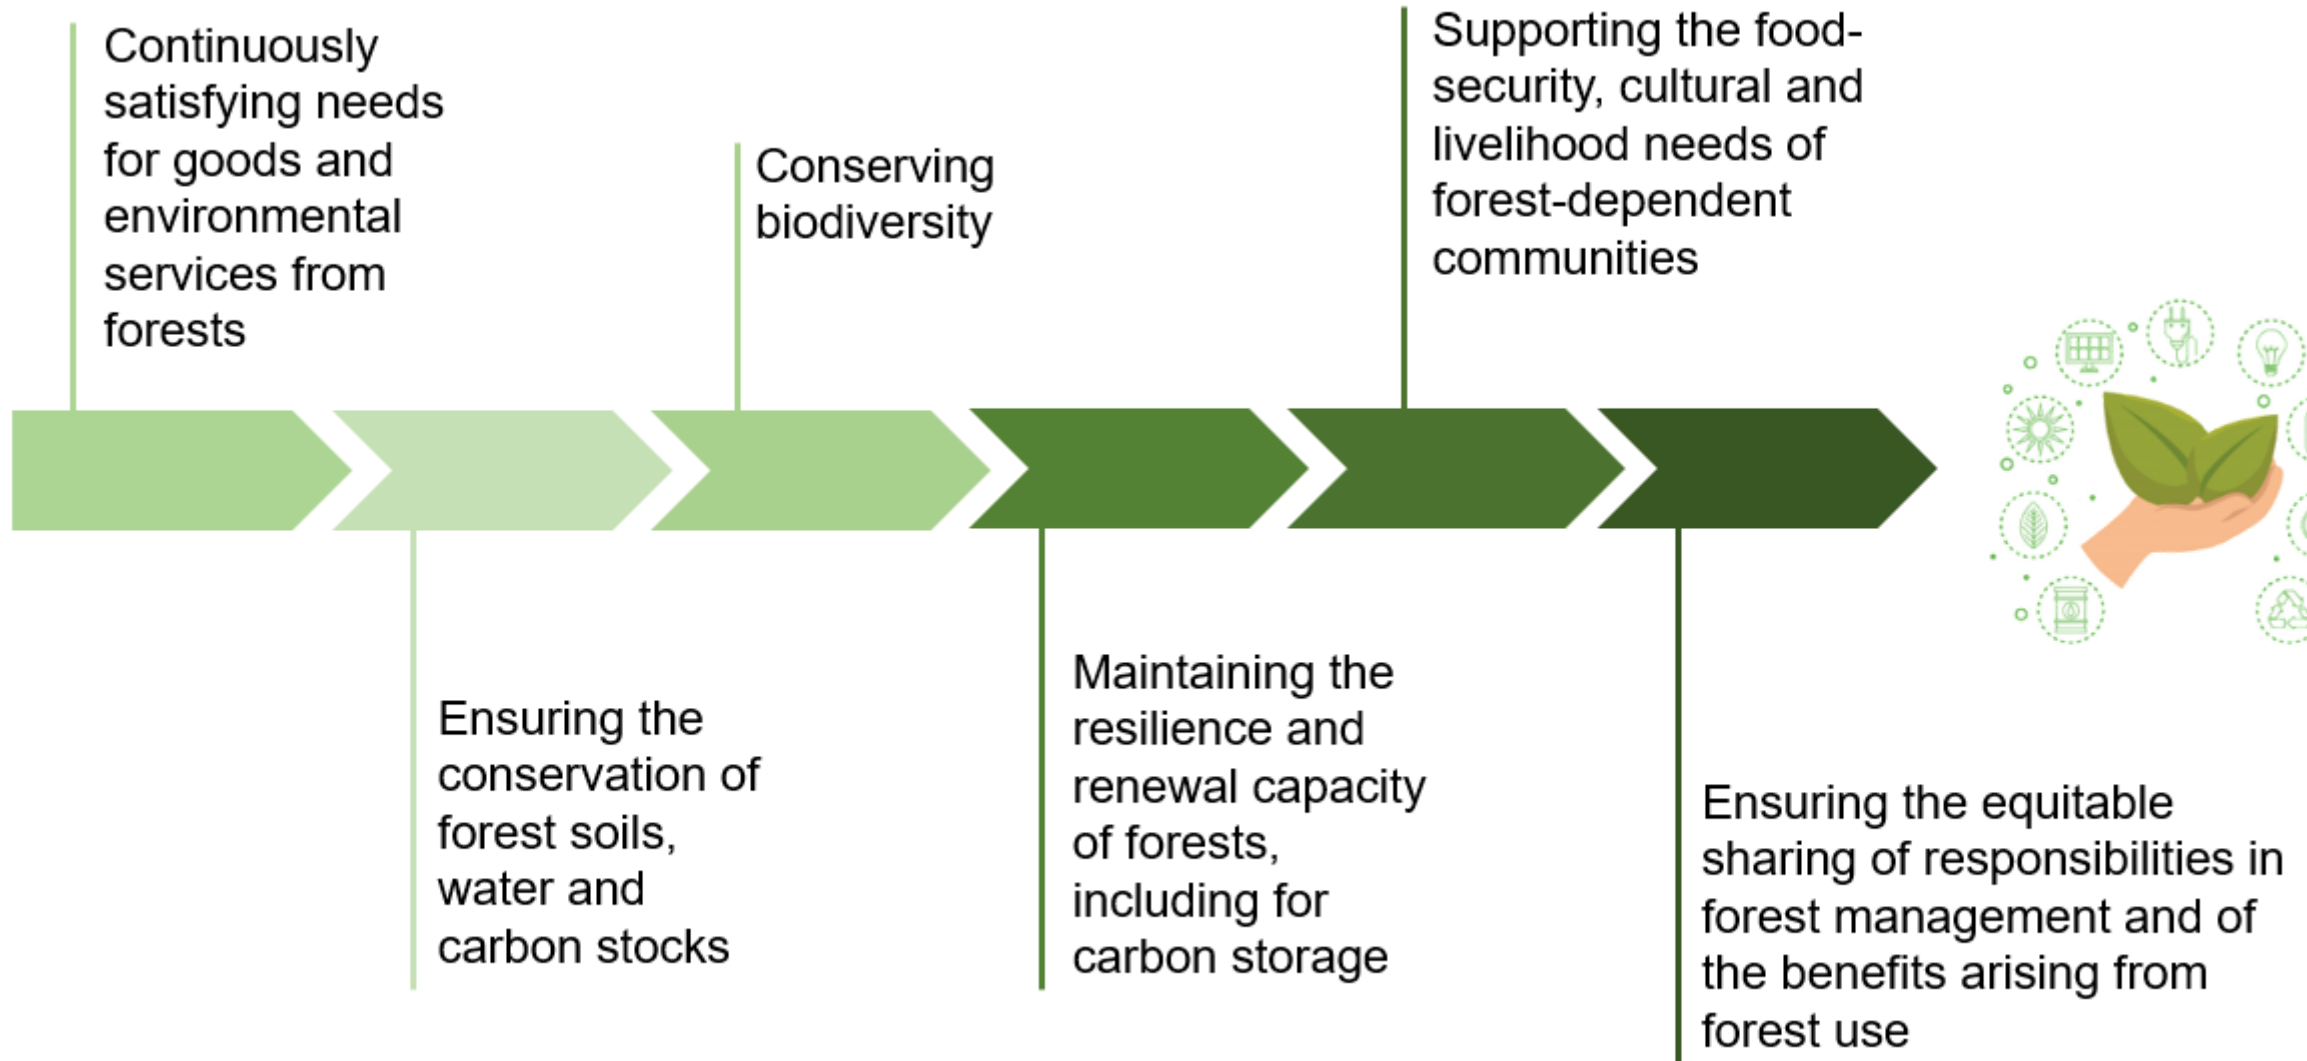 Continuously
satisfying needs
for goods and
environmental
services from
forests
Ensuring the
conservation of
forest soils,
water and
carbon stocks
Conserving
biodiversity
Maintaining the
resilience and
renewal capacity
of forests,
including for
carbon storage
Supporting the food-
security, cultural and
livelihood needs of
forest-dependent
communities
Ensuring the equitable
sharing of responsibilities in
forest management and of
the benefits arising from
forest use